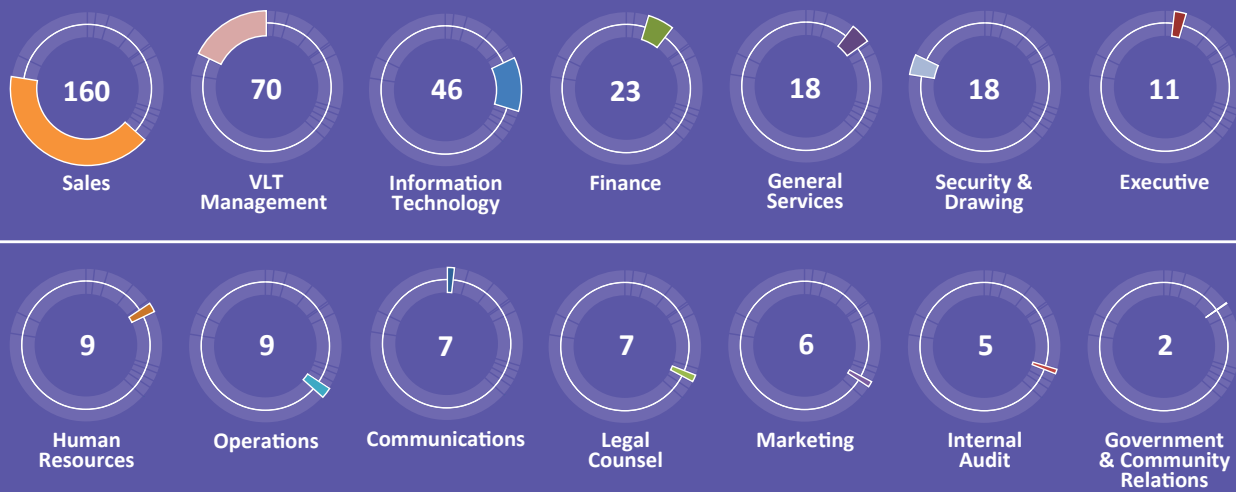 160
Sales
70
VLT
Management
46
Information
Technology
23
Finance
18
General
Services
18
Security &
Drawing
11
Executive
9
Human
Resources
9
Operations
7
Communications
7
Legal
Counsel
6
Marketing
5
Internal
Audit
2
Government
& Community
Relations